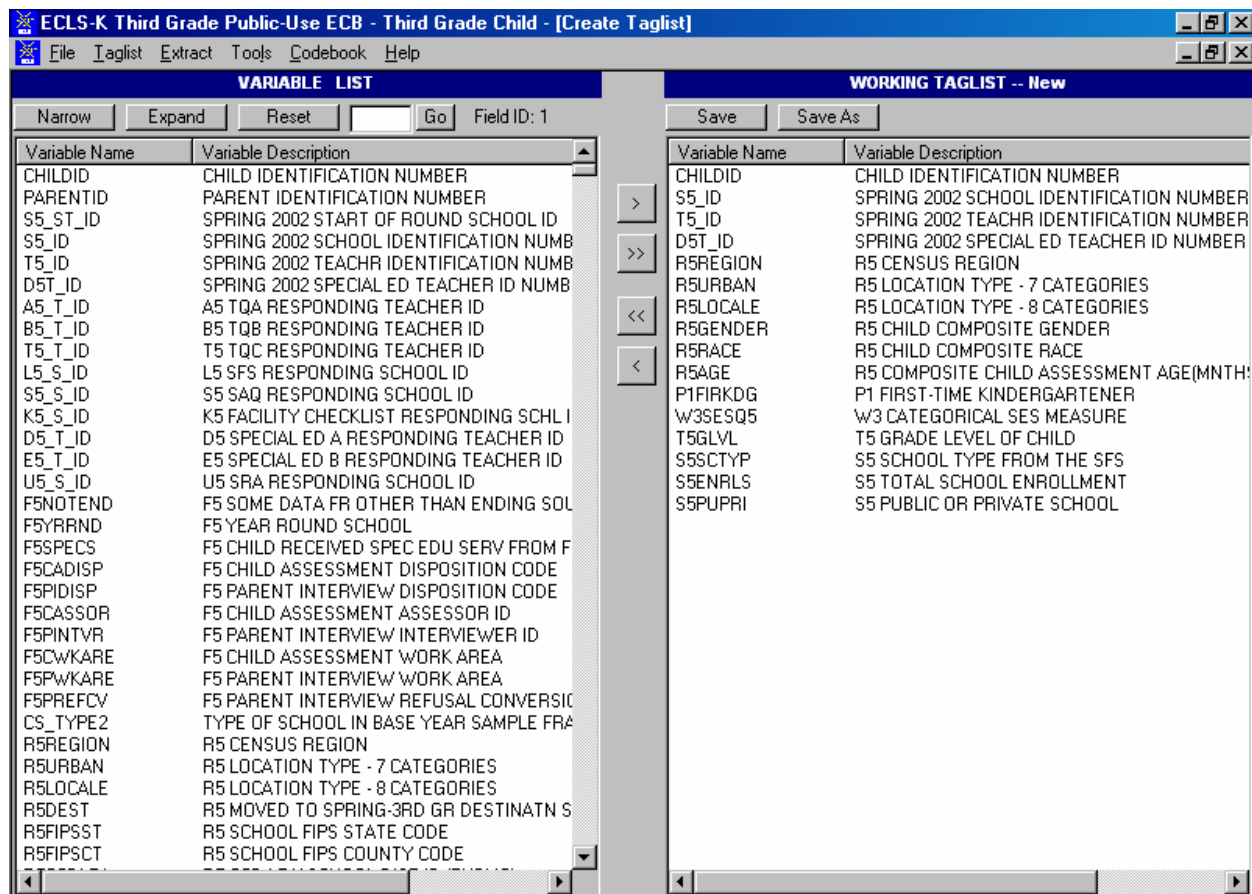 ECLS-K Third Grade Public-Use ECB - Third Grade Child - [Create Taglist]
File Taglist Extract Tools Codebook Help
VARIABLE LIST
Narrow Expand Reset Go Field ID: 1
Variable Name Variable Description
CHILDID CHILD IDENTIFICATION NUMBER
PARENTID PARENT IDENTIFICATION NUMBER
S5_ST_ID SPRING 2002 START OF ROUND SCHOOL ID
S5_ID SPRING 2002 SCHOOL IDENTIFICATION NUMB
T5_ID SPRING 2002 TEACHR IDENTIFICATION NUMB
D5T_ID SPRING 2002 SPECIAL ED TEACHER ID NUMB
A5_T_ID A5 TQA RESPONDING TEACHER ID
B5_T_ID B5 TQB RESPONDING TEACHER ID
T5_T_ID T5 TQC RESPONDING TEACHER ID
L5_S_ID L5 SFS RESPONDING SCHOOL ID
S5_S_ID S5 SAQ RESPONDING SCHOOL ID
K5_S_ID K5 FACILITY CHECKLIST RESPONDING SCHL I
D5_T_ID D5 SPECIAL ED A RESPONDING TEACHER ID
E5_T_ID E5 SPECIAL ED B RESPONDING TEACHER ID
U5_S_ID U5 SRA RESPONDING SCHOOL ID
F5NOTEND F5 SOME DATA FR OTHER THAN ENDING SOU
F5YRRND F5 YEAR ROUND SCHOOL
F5SPECS F5 CHILD RECEIVED SPEC EDU SERV FROM F
F5CADISP F5 CHILD ASSESSMENT DISPOSITION CODE
F5PIDISP F5 PARENT INTERVIEW DISPOSITION CODE
F5CASSOR F5 CHILD ASSESSMENT ASSESSOR ID
F5PINTVR F5 PARENT INTERVIEW INTERVIEWER ID
F5CWKARE F5 CHILD ASSESSMENT WORK AREA
F5PWKARE F5 PARENT INTERVIEW WORK AREA
F5PREFCV F5 PARENT INTERVIEW REFUSAL CONVERSIO
CS_TYPE2 TYPE OF SCHOOL IN BASE YEAR SAMPLE FRA
R5REGION R5 CENSUS REGION
R5URBAN R5 LOCATION TYPE - 7 CATEGORIES
R5LOCALE R5 LOCATION TYPE - 8 CATEGORIES
R5DEST R5 MOVED TO SPRING-3RD GR DESTINATN S
R5FIPSST R5 SCHOOL FIPS STATE CODE
R5FIPSCT R5 SCHOOL FIPS COUNTY CODE
>
>>
<<
<
WORKING TAGLIST -- New
Save Save As
Variable Name Variable Description
CHILDID CHILD IDENTIFICATION NUMBER
S5_ID SPRING 2002 SCHOOL IDENTIFICATION NUMBER
T5_ID SPRING 2002 TEACHR IDENTIFICATION NUMBER
D5T_ID SPRING 2002 SPECIAL ED TEACHER ID NUMBER
R5REGION R5 CENSUS REGION
R5URBAN R5 LOCATION TYPE - 7 CATEGORIES
R5LOCALE R5 LOCATION TYPE - 8 CATEGORIES
R5GENDER R5 CHILD COMPOSITE GENDER
R5RACE R5 CHILD COMPOSITE RACE
R5AGE R5 COMPOSITE CHILD ASSESSMENT AGE(MNTHS
P1FIRKDG P1 FIRST-TIME KINDERGARTENER
W3SESQ5 W3 CATEGORICAL SES MEASURE
T5GLVL T5 GRADE LEVEL OF CHILD
S5SCTYP S5 SCHOOL TYPE FROM THE SFS
S5ENRLS S5 TOTAL SCHOOL ENROLLMENT
S5PUPRI S5 PUBLIC OR PRIVATE SCHOOL